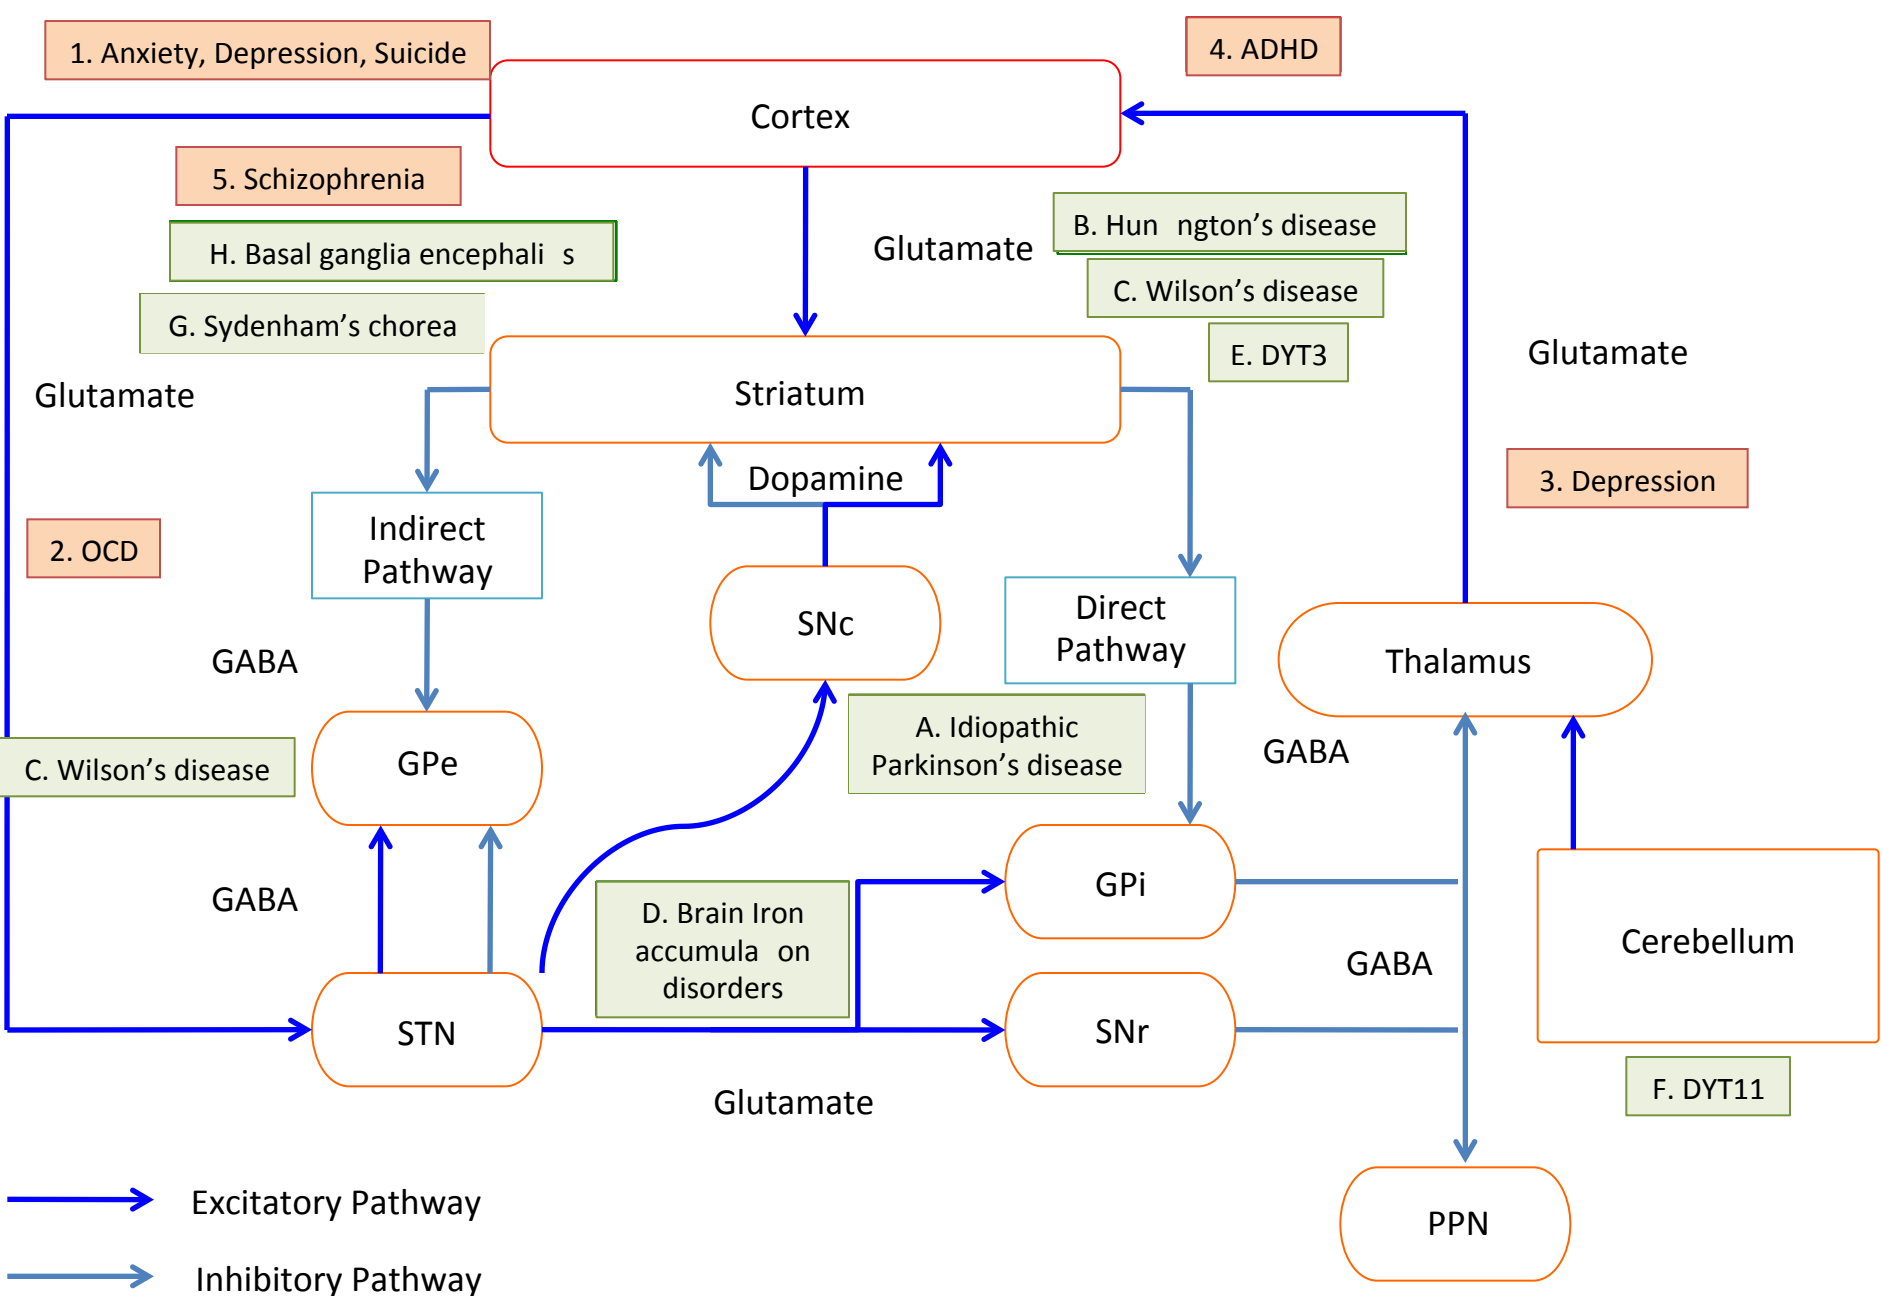 1. Anxiety, Depression, Suicide
4. ADHD
Cortex
5. Schizophrenia
B. Hun ngton's disease
Glutamate
H. Basal ganglia encephali s
C. Wilson's disease
G. Sydenham's chorea
E. DYT3
Glutamate
Glutamate
Striatum
Dopamine
3. Depression
2. OCD
Indirect
Pathway
SNc
Direct
Pathway
GABA
Thalamus
A. Idiopathic
Parkinson's disease
GABA
C. Wilson's disease
GPe
GABA
GPi
D. Brain Iron
accumula on
disorders
Cerebellum
GABA
STN
SNr
Glutamate
F. DYT11
Excitatory Pathway
PPN
Inhibitory Pathway